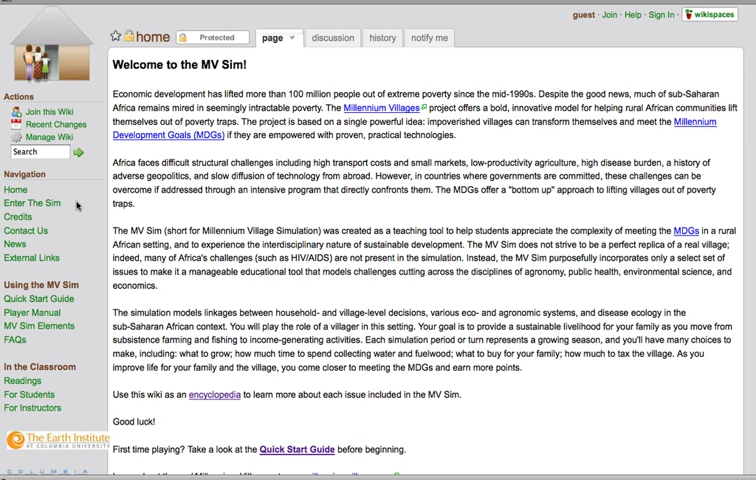 guest · Join · Help · Sign In · wikispaces
home Protected page discussion history notify me
Welcome to the MV Sim!
Economic development has lifted more than 100 million people out of extreme poverty since the mid-1990s. Despite the good news, much of sub-Saharan
Africa remains mired in seemingly intractable poverty. The Millennium Villages project offers a bold, innovative model for helping rural African communities lift
themselves out of poverty traps. The project is based on a single powerful idea: impoverished villages can transform themselves and meet the Millennium
Development Goals (MDGs) if they are empowered with proven, practical technologies.
Africa faces difficult structural challenges including high transport costs and small markets, low-productivity agriculture, high disease burden, a history of
adverse geopolitics, and slow diffusion of technology from abroad. However, in countries where governments are committed, these challenges can be
overcome if addressed through an intensive program that directly confronts them. The MDGs offer a "bottom up" approach to lifting villages out of poverty
traps.
The MV Sim (short for Millennium Village Simulation) was created as a teaching tool to help students appreciate the complexity of meeting the MDGs in a rural
African setting, and to experience the interdisciplinary nature of sustainable development. The MV Sim does not strive to be a perfect replica of a real village;
indeed, many of Africa's challenges (such as HIV/AIDS) are not present in the simulation. Instead, the MV Sim purposefully incorporates only a select set of
issues to make it a manageable educational tool that models challenges cutting across the disciplines of agronomy, public health, environmental science, and
economics.
The simulation models linkages between household- and village-level decisions, various eco- and agronomic systems, and disease ecology in the
sub-Saharan African context. You will play the role of a villager in this setting. Your goal is to provide a sustainable livelihood for your family as you move from
subsistence farming and fishing to income-generating activities. Each simulation period or turn represents a growing season, and you'll have many choices to
make, including: what to grow; how much time to spend collecting water and fuelwood; what to buy for your family; how much to tax the village. As you
improve life for your family and the village, you come closer to meeting the MDGs and earn more points.
Use this wiki as an encyclopedia to learn more about each issue included in the MV Sim.
Good luck!
First time playing? Take a look at the Quick Start Guide before beginning.
Actions
Join this Wiki
Recent Changes
Manage Wiki
Search
Navigation
Home
Enter The Sim
Credits
Contact Us
News
External Links
Using the MV Sim
Quick Start Guide
Player Manual
MV Sim Elements
FAQs
In the Classroom
Readings
For Students
For Instructors
The Earth Institute
AT COLUMBIA UNIVERSITY